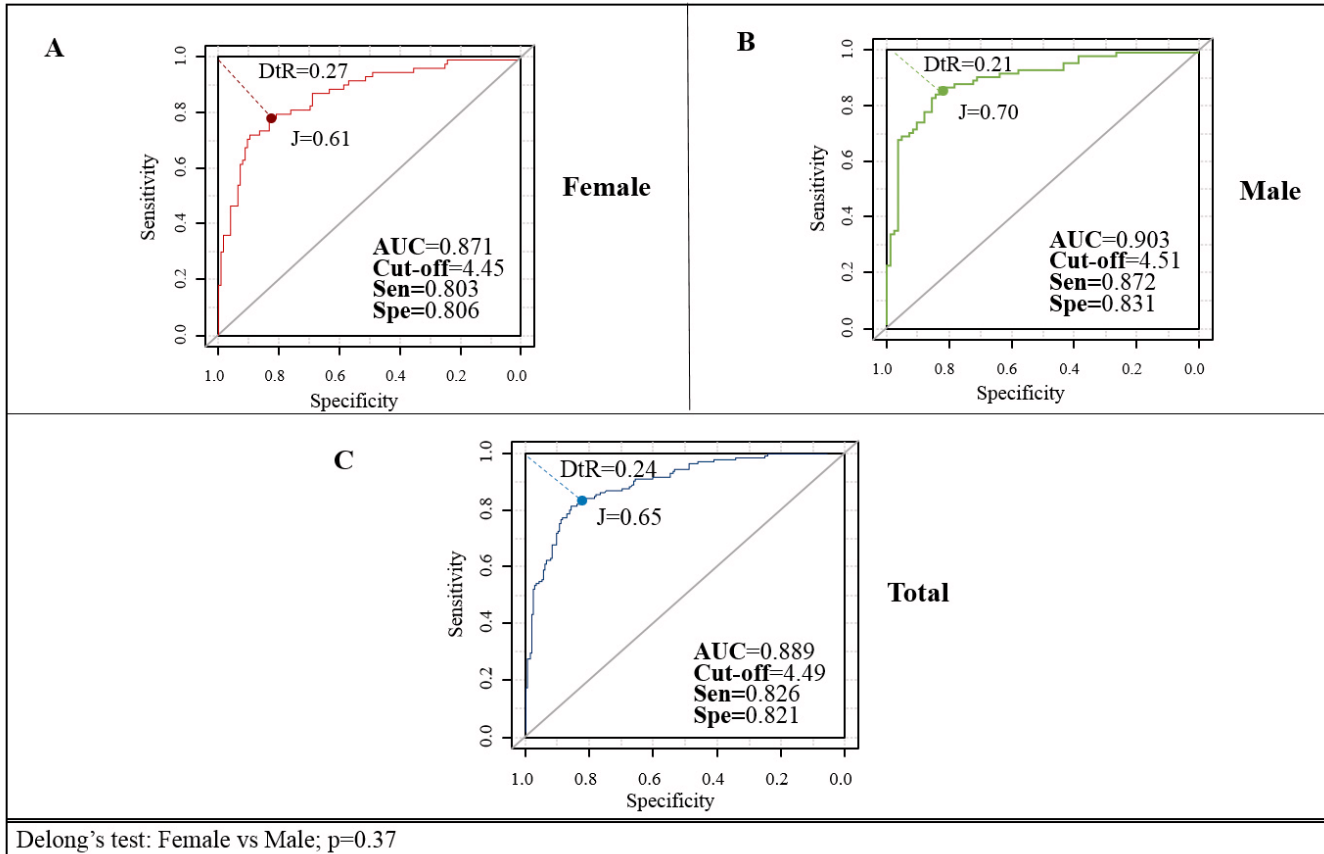 A
DtR=0.27
J=0.61
Female
AUC=0.871
Cut-off=4.45
Sen=0.803
Spe=0.806
Sensitivity
0.0
0.2
0.4
0.6
0.8
1.0
1.0
0.8
0.6
0.4
0.2
0.0
Specificity
B
DtR=0.21
J=0.70
Male
AUC=0.903
Cut-off=4.51
Sen=0.872
Spe=0.831
Sensitivity
0.0
0.2
0.4
0.6
0.8
1.0
1.0
0.8
0.6
0.4
0.2
0.0
Specificity
C
DtR=0.24
J=0.65
Total
AUC=0.889
Cut-off=4.49
Sen=0.826
Spe=0.821
Sensitivity
0.0
0.2
0.4
0.6
0.8
1.0
1.0
0.8
0.6
0.4
0.2
0.0
Specificity
Delong’s test: Female vs Male; p=0.37